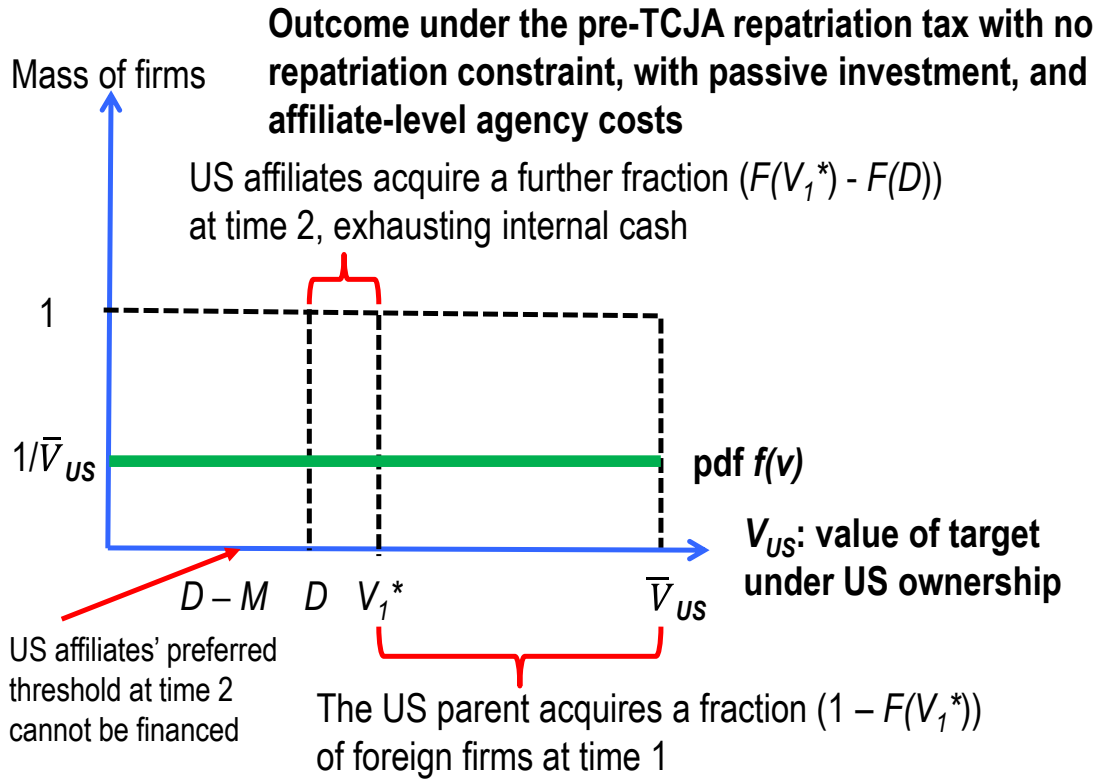 Outcome under the pre-TCJA repatriation tax with no
repatriation constraint, with passive investment, and
affiliate-level agency costs
Mass of firms
US affiliates acquire a further fraction (F(V₁*) - F(D))
at time 2, exhausting internal cash
1
1/V̅ US
pdf f(v)
V_US: value of target
under US ownership
D – M D V₁* V̅ US
US affiliates’ preferred
threshold at time 2
cannot be financed
The US parent acquires a fraction (1 – F(V₁*))
of foreign firms at time 1